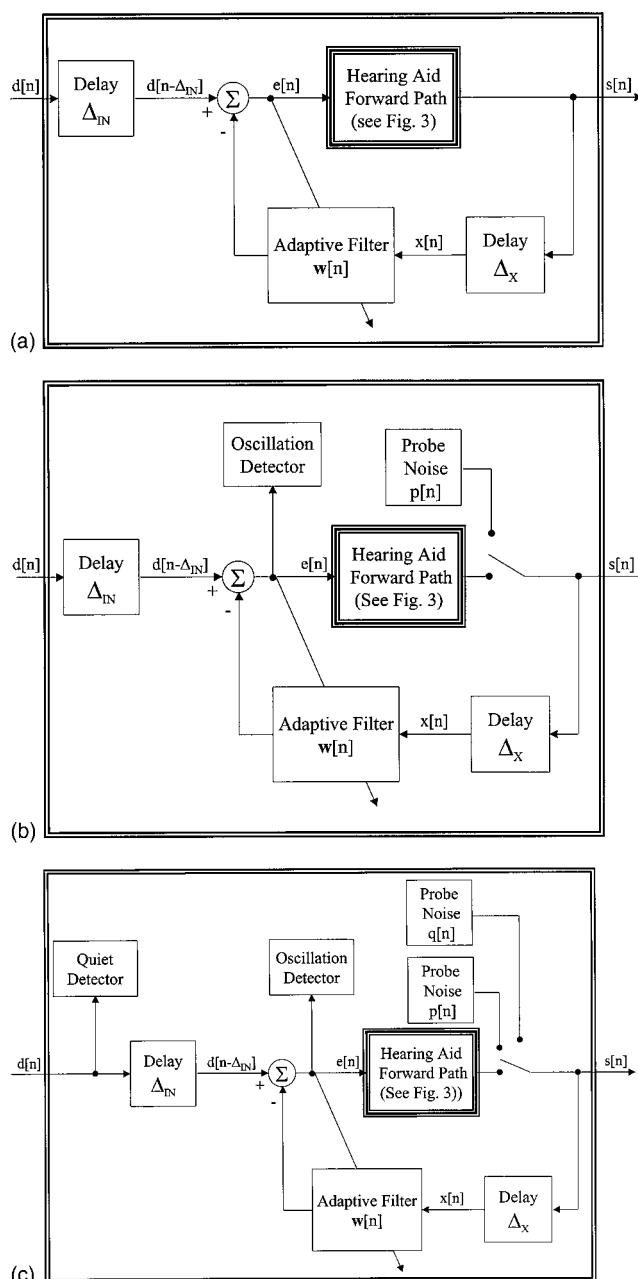 d[n]
Delay
Δ_IN
d[n-Δ_IN]
+
-
Σ
e[n]
Hearing Aid
Forward Path
(see Fig. 3)
s[n]
Adaptive Filter
w[n]
x[n]
Delay
Δ_X
(a)
Oscillation
Detector
Probe
Noise
p[n]
d[n]
Delay
Δ_IN
d[n-Δ_IN]
+
-
Σ
e[n]
Hearing Aid
Forward Path
(See Fig. 3)
s[n]
Adaptive Filter
w[n]
x[n]
Delay
Δ_X
(b)
Probe
Noise
q[n]
Quiet
Detector
Oscillation
Detector
Probe
Noise
p[n]
d[n]
Delay
Δ_IN
d[n-Δ_IN]
+
-
Σ
e[n]
Hearing Aid
Forward Path
(See Fig. 3))
s[n]
Adaptive Filter
w[n]
x[n]
Delay
Δ_X
(c)